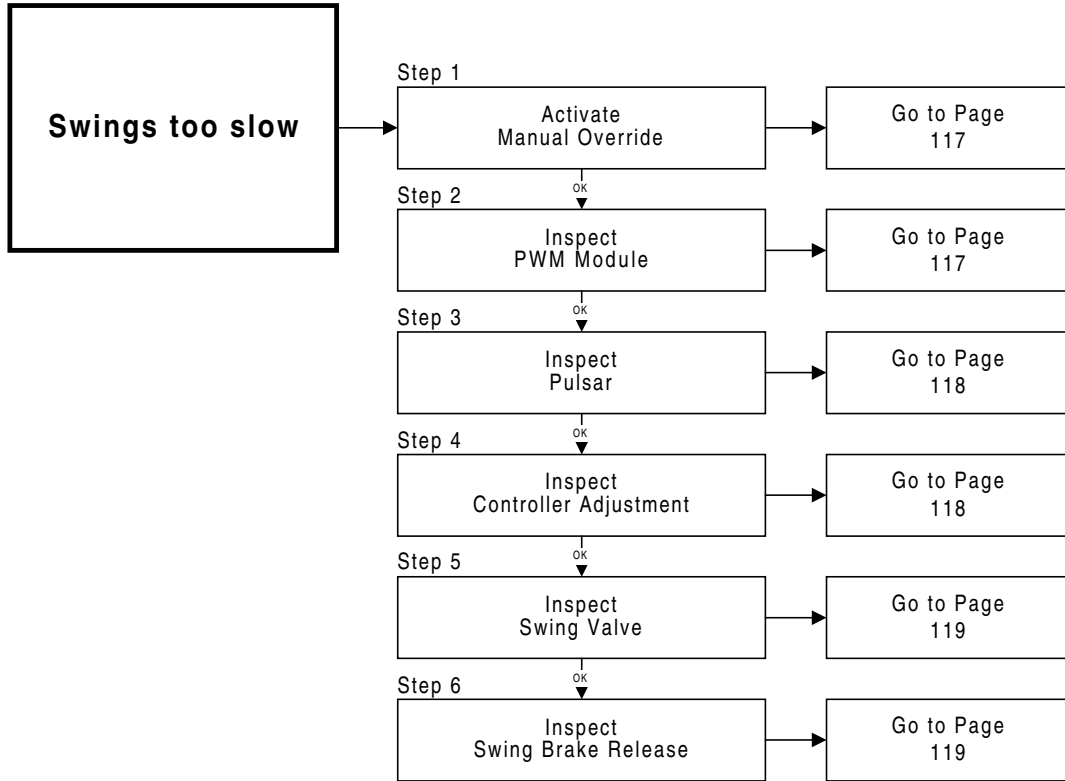 Swings too slow
Step 1
Activate
Manual Override
Go to Page
117
OK
Step 2
Inspect
PWM Module
Go to Page
117
OK
Step 3
Inspect
Pulsar
Go to Page
118
OK
Step 4
Inspect
Controller Adjustment
Go to Page
118
OK
Step 5
Inspect
Swing Valve
Go to Page
119
OK
Step 6
Inspect
Swing Brake Release
Go to Page
119